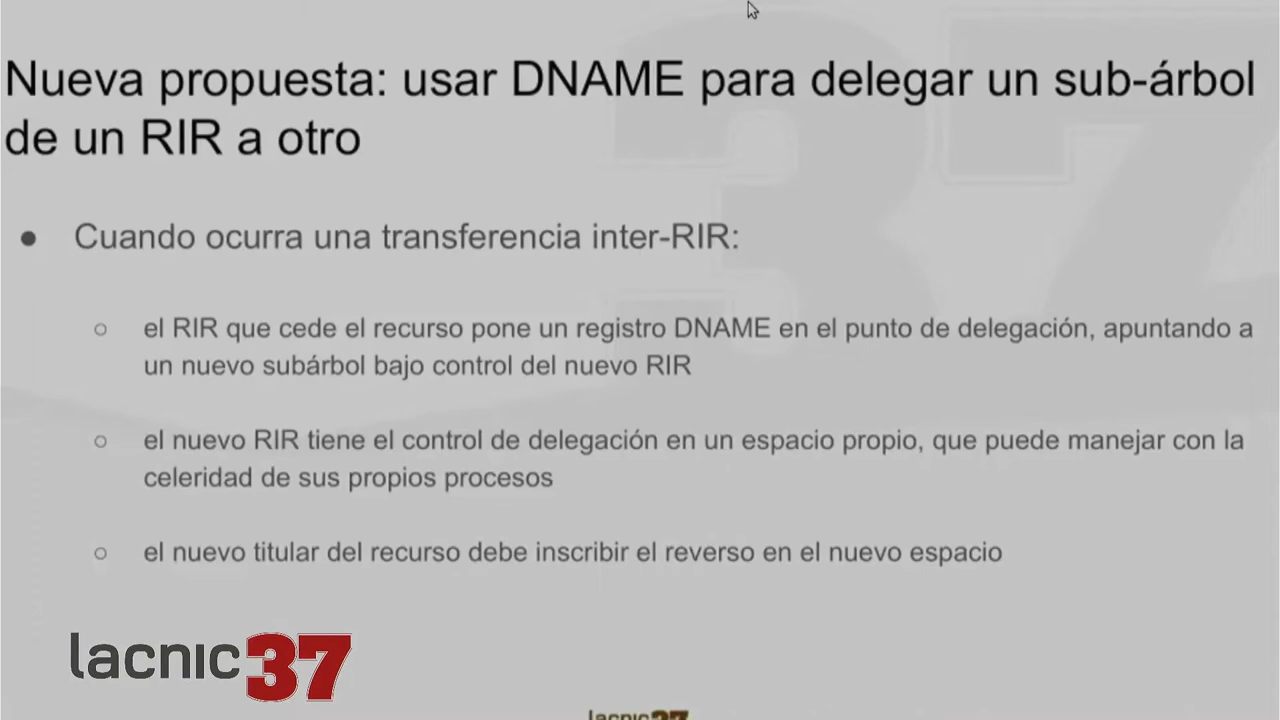 Nueva propuesta: usar DNAME para delegar un sub-árbol
de un RIR a otro
● Cuando ocurra una transferencia inter-RIR:
○ el RIR que cede el recurso pone un registro DNAME en el punto de delegación, apuntando a
un nuevo subárbol bajo control del nuevo RIR
○ el nuevo RIR tiene el control de delegación en un espacio propio, que puede manejar con la
celeridad de sus propios procesos
○ el nuevo titular del recurso debe inscribir el reverso en el nuevo espacio
lacnic37
lacnic37